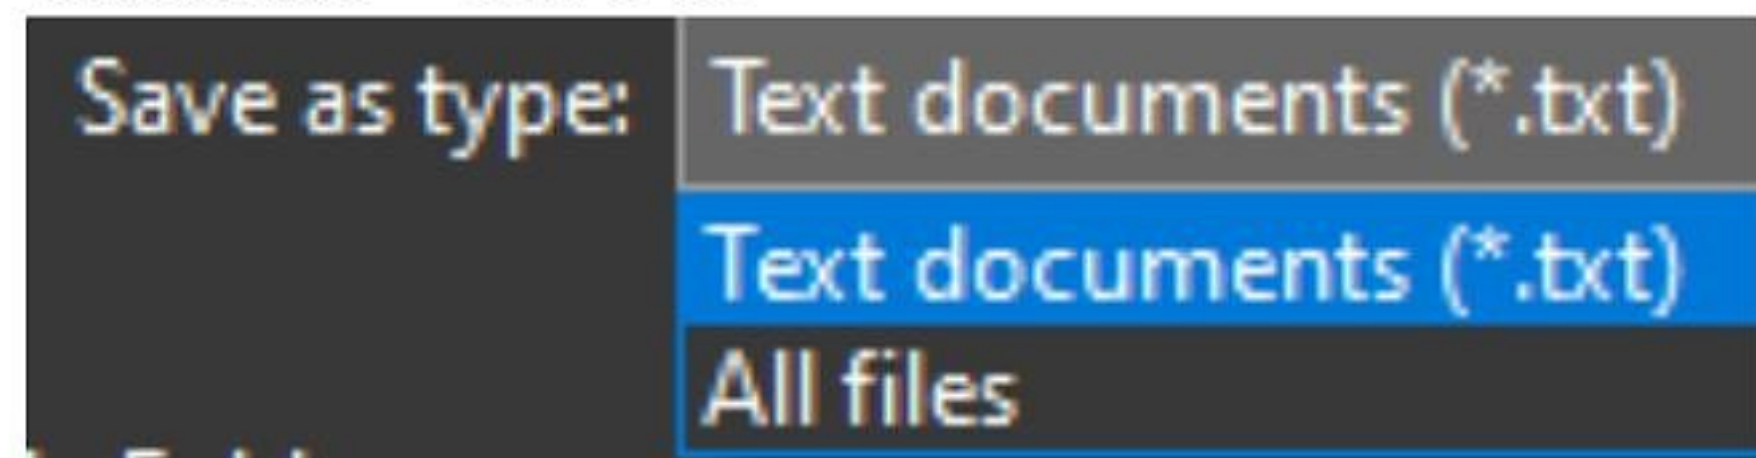 Save as type: Text documents (*.txt)
Text documents (*.txt)
All files